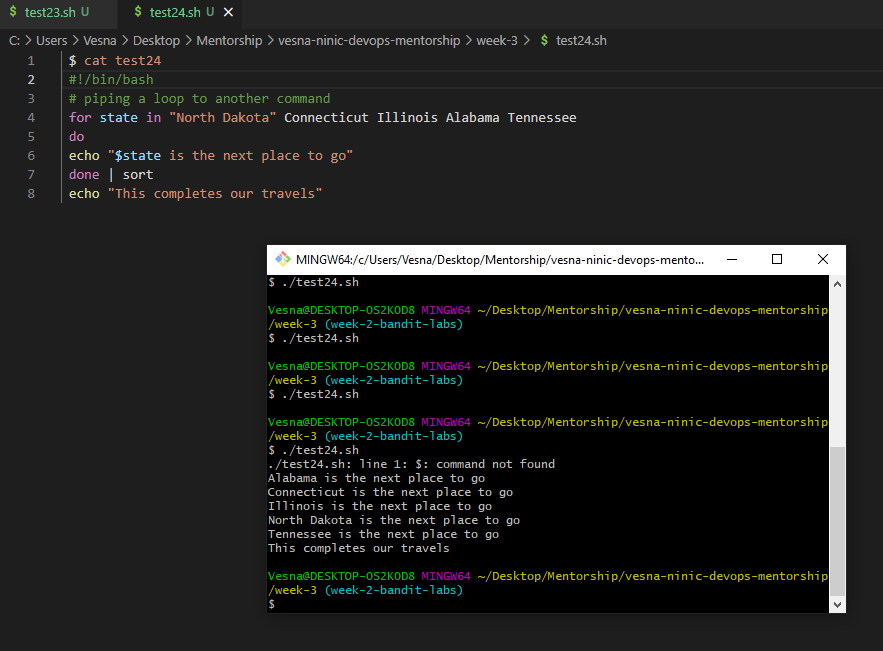 $ test23.sh U $ test24.sh U ×
C: > Users > Vesna > Desktop > Mentorship > vesna-ninic-devops-mentorship > week-3 > $ test24.sh
1 $ cat test24
2 #!/bin/bash
3 # piping a loop to another command
4 for state in "North Dakota" Connecticut Illinois Alabama Tennessee
5 do
6 echo "$state is the next place to go"
7 done | sort
8 echo "This completes our travels"
MINGW64:/c/Users/Vesna/Desktop/Mentorship/vesna-ninic-devops-mento...
$ ./test24.sh
Vesna@DESKTOP-OS2KOD8 MINGW64 ~/Desktop/Mentorship/vesna-ninic-devops-mentorship
/week-3 (week-2-bandit-labs)
$ ./test24.sh
Vesna@DESKTOP-OS2KOD8 MINGW64 ~/Desktop/Mentorship/vesna-ninic-devops-mentorship
/week-3 (week-2-bandit-labs)
$ ./test24.sh
Vesna@DESKTOP-OS2KOD8 MINGW64 ~/Desktop/Mentorship/vesna-ninic-devops-mentorship
/week-3 (week-2-bandit-labs)
$ ./test24.sh
./test24.sh: line 1: $: command not found
Alabama is the next place to go
Connecticut is the next place to go
Illinois is the next place to go
North Dakota is the next place to go
Tennessee is the next place to go
This completes our travels
Vesna@DESKTOP-OS2KOD8 MINGW64 ~/Desktop/Mentorship/vesna-ninic-devops-mentorship
/week-3 (week-2-bandit-labs)
$